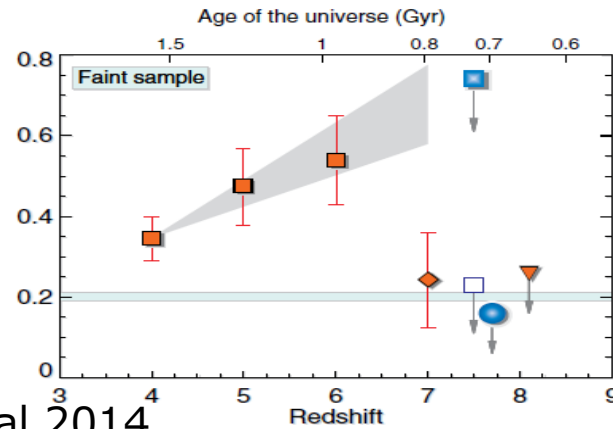 Age of the universe (Gyr)
1.5 1 0.8 0.7 0.6
0.8
Faint sample
0.6
0.4
0.2
0
3 4 5 6 7 8 9
Redshift
al 2014